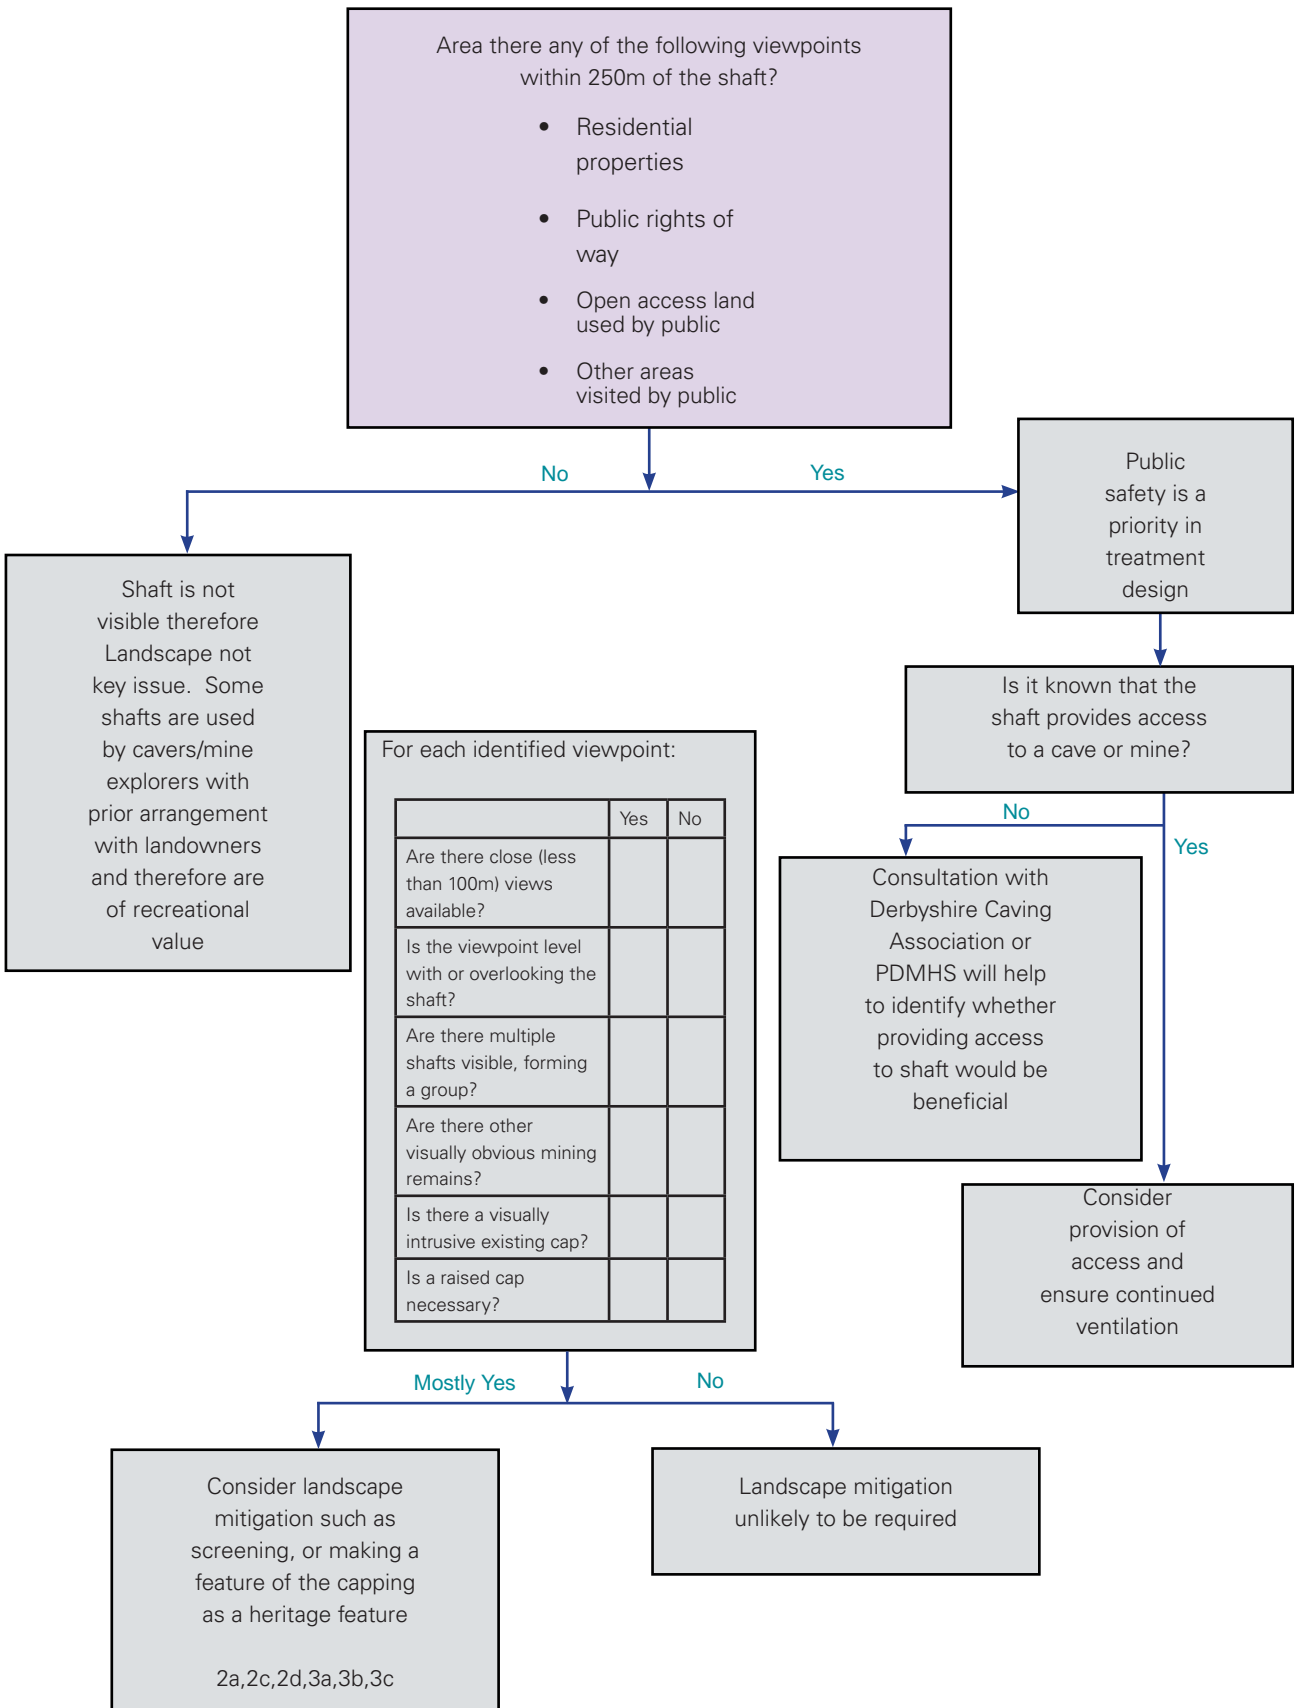 Area there any of the following viewpoints
within 250m of the shaft?
• Residential
properties
• Public rights of
way
• Open access land
used by public
• Other areas
visited by public
No
Yes
Public
safety is a
priority in
treatment
design
Shaft is not
visible therefore
Landscape not
key issue. Some
shafts are used
by cavers/mine
explorers with
prior arrangement
with landowners
and therefore are
of recreational
value
Is it known that the
shaft provides access
to a cave or mine?
No
Yes
Consultation with
Derbyshire Caving
Association or
PDMHS will help
to identify whether
providing access
to shaft would be
beneficial
Consider
provision of
access and
ensure continued
ventilation
For each identified viewpoint:
Yes No
Are there close (less
than 100m) views
available?
Is the viewpoint level
with or overlooking the
shaft?
Are there multiple
shafts visible, forming
a group?
Are there other
visually obvious mining
remains?
Is there a visually
intrusive existing cap?
Is a raised cap
necessary?
Mostly Yes
No
Consider landscape
mitigation such as
screening, or making a
feature of the capping
as a heritage feature
2a,2c,2d,3a,3b,3c
Landscape mitigation
unlikely to be required